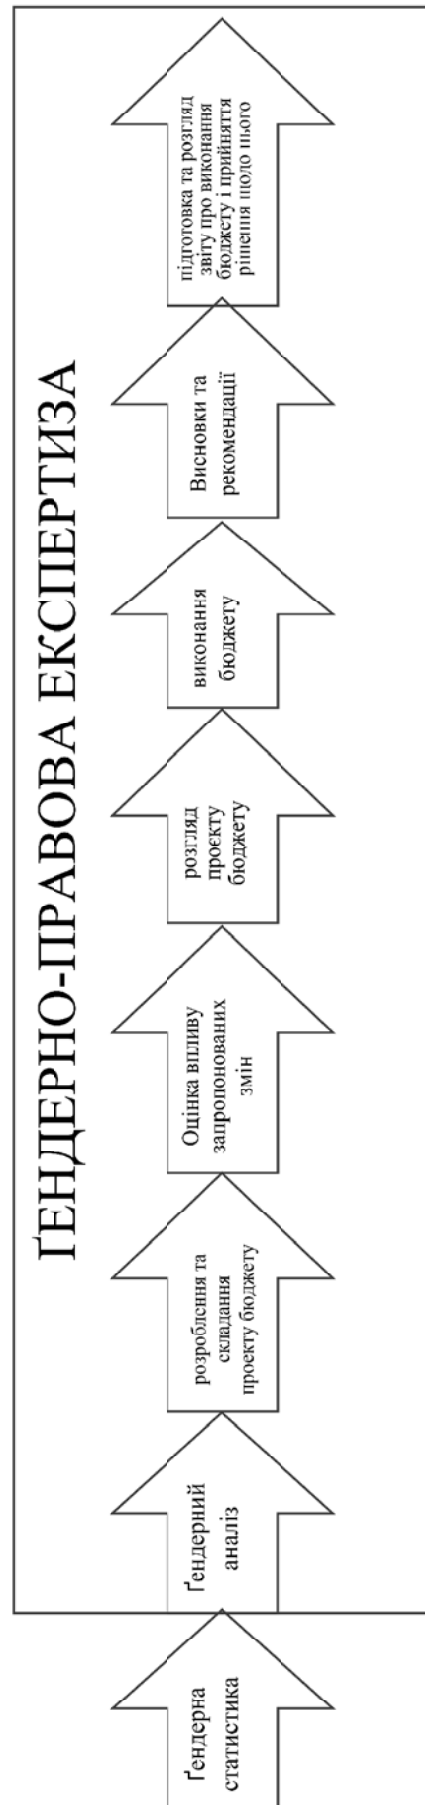 ҐЕНДЕРНО-ПРАВОВА ЕКСПЕРТИЗА
Ґендерна
статистика
Ґендерний
аналіз
розроблення та
складання
проекту бюджету
Оцінка впливу
запропонованих
змін
розгляд
проєкту
бюджету
виконання
бюджету
Висновки та
рекомендації
підготовка та розгляд
звіту про виконання
бюджету і прийняття
рішення щодо нього